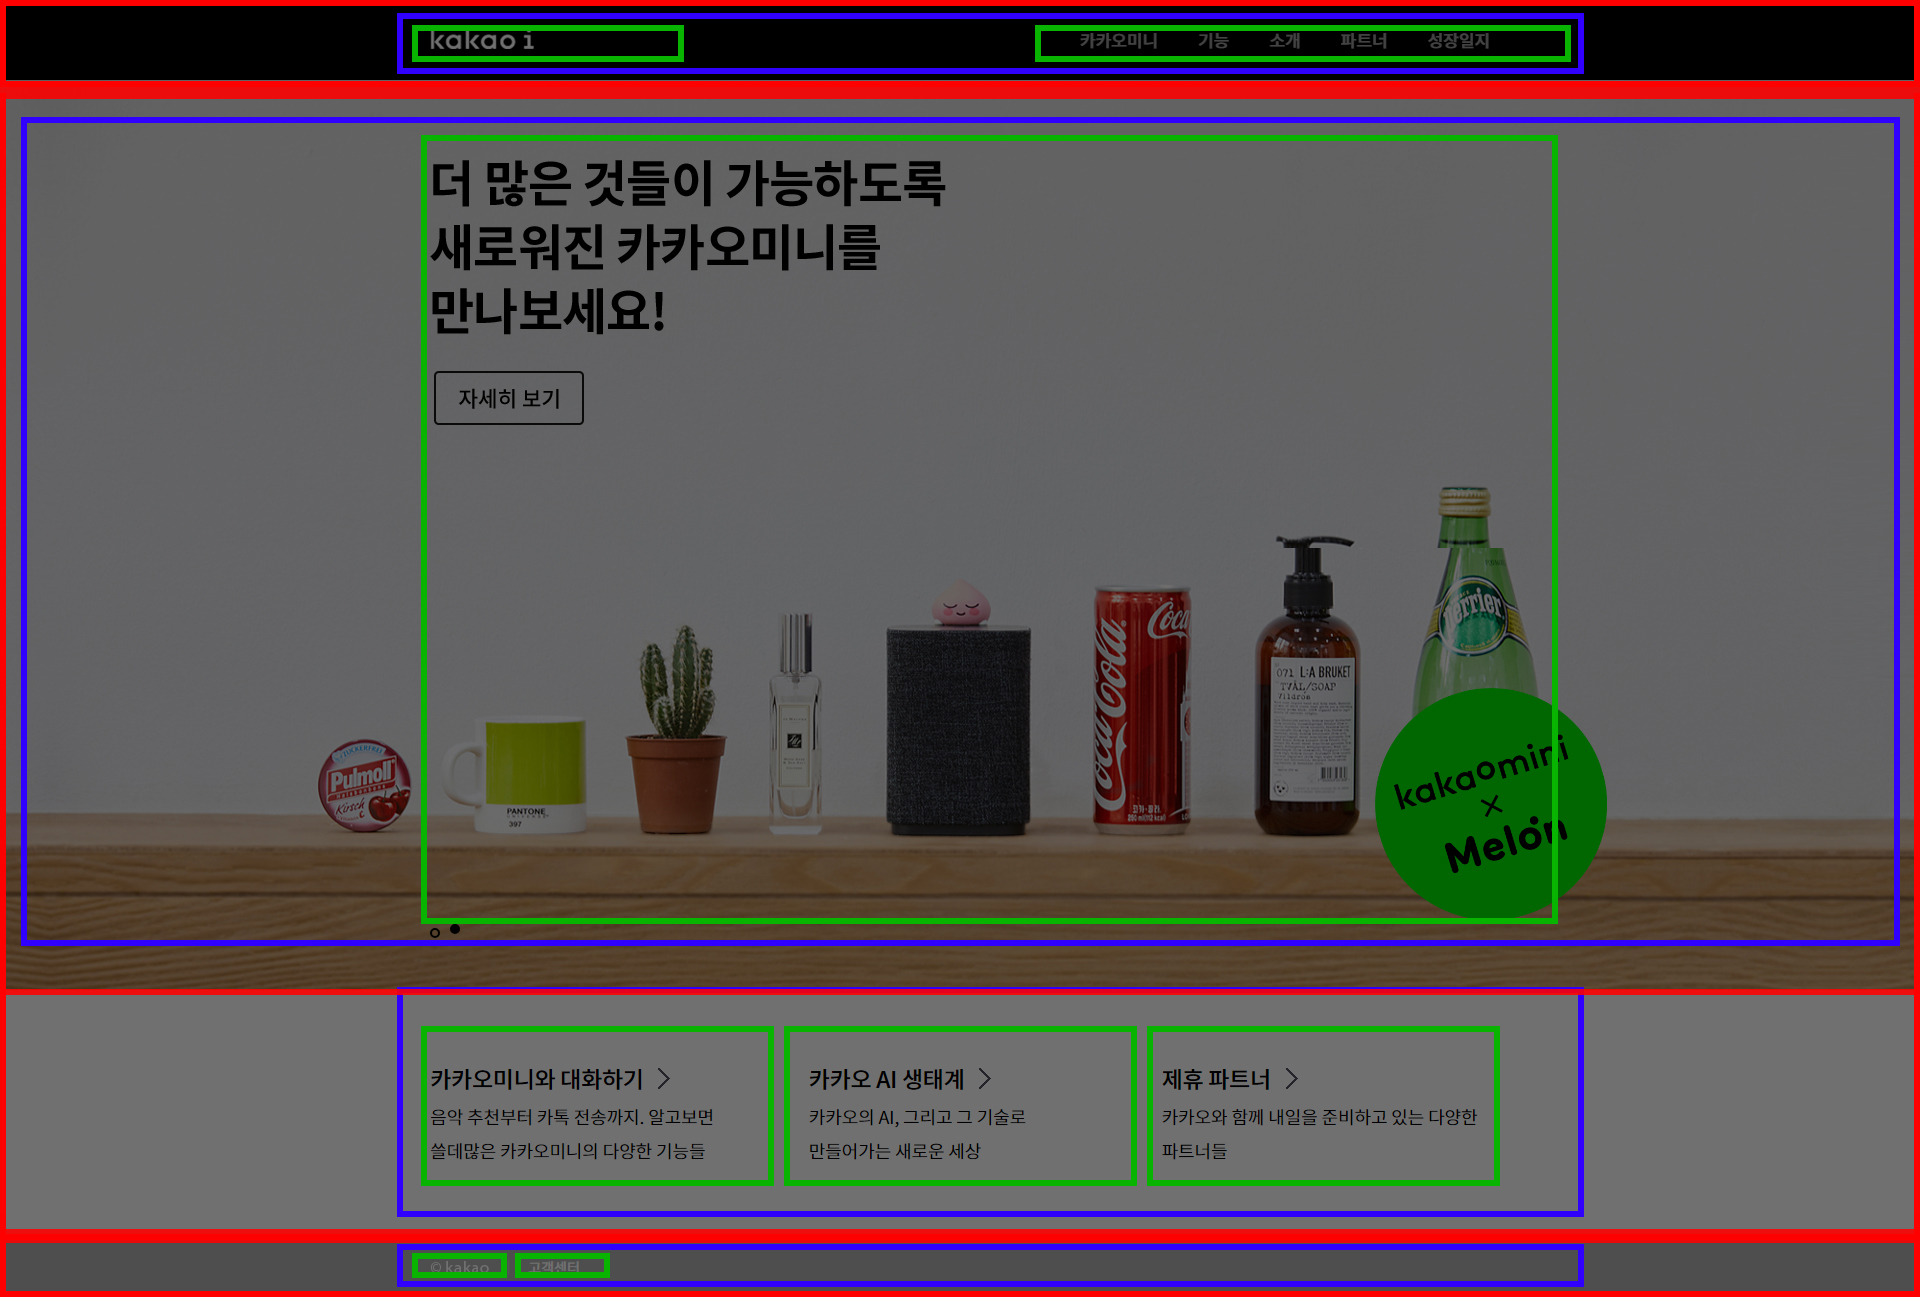 kakao i
카카오미니 기능 소개 파트너 성장일지
더 많은 것들이 가능하도록
새로워진 카카오미니를
만나보세요!
자세히 보기
Perrier
Coca-Cola
Coca
071 L:A BRUKET
TVÅL/SOAP
Vildros
ZUCKERFREI
Pulmoll
Kirsch
PANTONE
UNIVERSE
397
250 ml(112 kcal)
kakaomini
×
Melon
카카오미니와 대화하기 >
음악 추천부터 카톡 전송까지. 알고보면
쓸데많은 카카오미니의 다양한 기능들
카카오 AI 생태계 >
카카오의 AI, 그리고 그 기술로
만들어가는 새로운 세상
제휴 파트너 >
카카오와 함께 내일을 준비하고 있는 다양한
파트너들
© kakao 고객센터